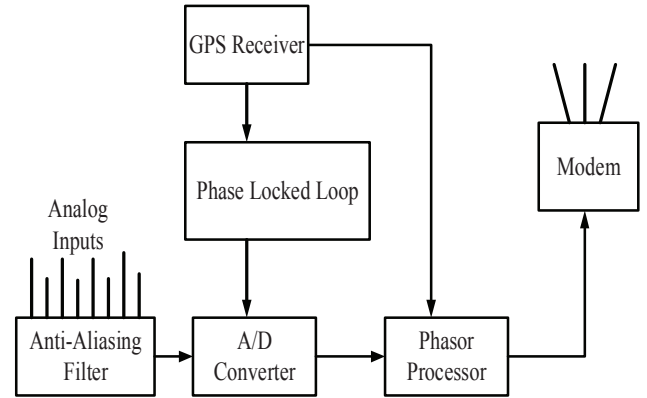 GPS Receiver
Phase Locked Loop
Modem
Analog
Inputs
Anti-Aliasing
Filter
A/D
Converter
Phasor
Processor